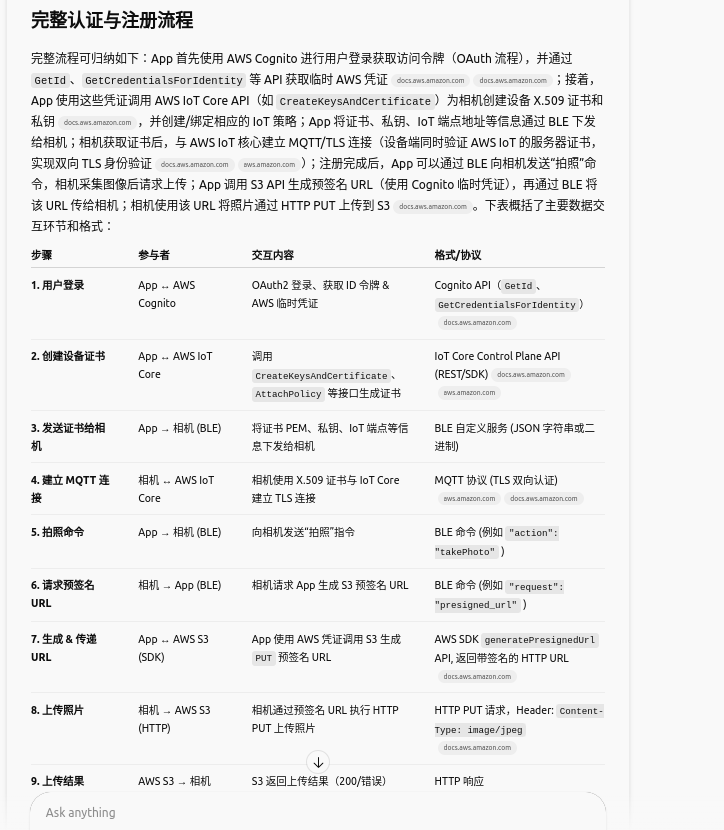 完整认证与注册流程
完整流程可归纳如下：App 首先使用 AWS Cognito 进行用户登录获取访问令牌（OAuth 流程），并通过
GetId 、 GetCredentialsForIdentity 等 API 获取临时 AWS 凭证 docs.aws.amazon.com docs.aws.amazon.com ；接着，
App 使用这些凭证调用 AWS IoT Core API（如 CreateKeysAndCertificate ）为相机创建设备 X.509 证书和
私钥 docs.aws.amazon.com ，并创建/绑定相应的 IoT 策略；App 将证书、私钥、IoT 端点地址等信息通过 BLE 下发
给相机；相机获取证书后，与 AWS IoT 核心建立 MQTT/TLS 连接（设备端同时验证 AWS IoT 的服务器证书，
实现双向 TLS 身份验证 docs.aws.amazon.com aws.amazon.com ）；注册完成后，App 可以通过 BLE 向相机发送“拍照”命
令，相机采集图像后请求上传；App 调用 S3 API 生成预签名 URL（使用 Cognito 临时凭证），再通过 BLE 将
该 URL 传给相机；相机使用该 URL 将照片通过 HTTP PUT 上传到 S3 docs.aws.amazon.com 。下表概括了主要数据交
互环节和格式：
步骤 参与者 交互内容 格式/协议
1. 用户登录 App ↔ AWS OAuth2 登录、获取 ID 令牌 & Cognito API（ GetId 、
Cognito AWS 临时凭证 GetCredentialsForIdentity ）
docs.aws.amazon.com
2. 创建设备证书 App ↔ AWS IoT 调用 IoT Core Control Plane API
Core CreateKeysAndCertificate 、 (REST/SDK) docs.aws.amazon.com
AttachPolicy 等接口生成证书 aws.amazon.com
3. 发送证书给相 App → 相机 (BLE) 将证书 PEM、私钥、IoT 端点等信 BLE 自定义服务 (JSON 字符串或二
机 息下发给相机 进制)
4. 建立 MQTT 连 相机 ↔ AWS IoT 相机使用 X.509 证书与 IoT Core MQTT 协议 (TLS 双向认证)
接 Core 建立 TLS 连接 aws.amazon.com docs.aws.amazon.com
5. 拍照命令 App → 相机 (BLE) 向相机发送“拍照”指令 BLE 命令 (例如 "action":
"takePhoto" )
6. 请求预签名 相机 → App (BLE) 相机请求 App 生成 S3 预签名 URL BLE 命令 (例如 "request":
URL "presigned_url" )
7. 生成 & 传递 App ↔ AWS S3 App 使用 AWS 凭证调用 S3 生成 AWS SDK generatePresignedUrl
URL (SDK) PUT 预签名 URL API, 返回带签名的 HTTP URL
docs.aws.amazon.com
8. 上传照片 相机 → AWS S3 相机通过预签名 URL 执行 HTTP HTTP PUT 请求，Header: Content-
(HTTP) PUT 上传照片 Type: image/jpeg
docs.aws.amazon.com
9. 上传结果 AWS S3 → 相机 S3 返回上传结果（200/错误） HTTP 响应
Ask anything